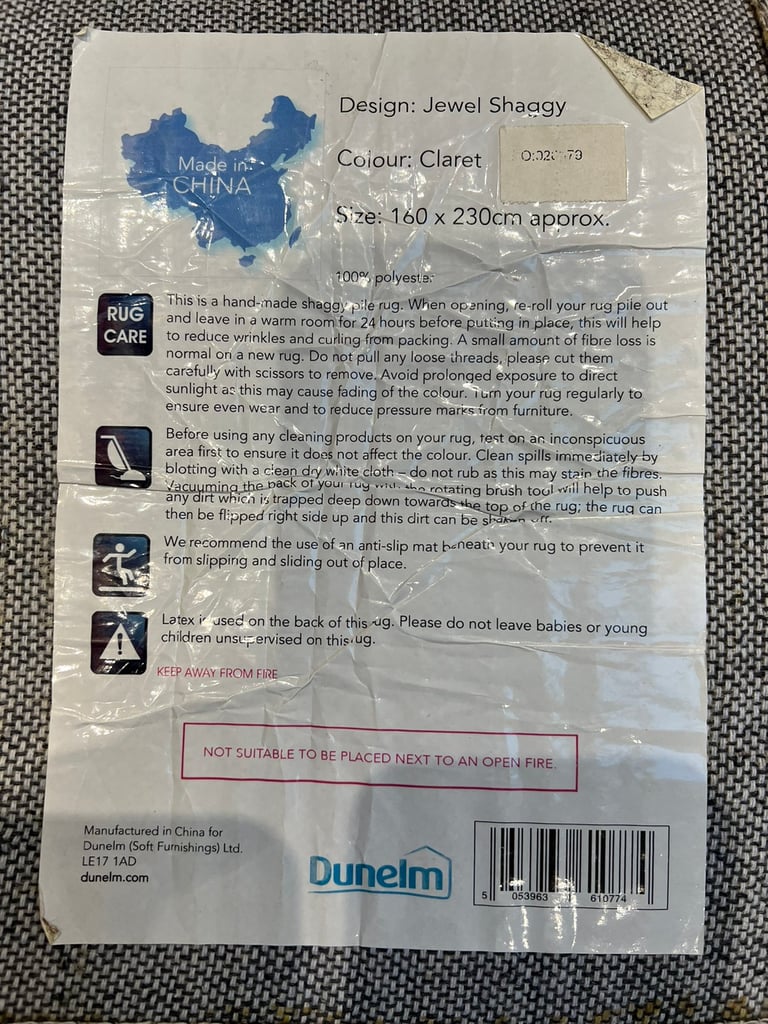 Made in
CHINA
Design: Jewel Shaggy
Colour: Claret
Size: 160 x 230cm approx.
100% polyester
RUG
CARE
This is a hand-made shaggy pile rug. When opening, re-roll your rug pile out
and leave in a warm room for 24 hours before putting in place, this will help
to reduce wrinkles and curling from packing. A small amount of fibre loss is
normal on a new rug. Do not pull any loose threads, please cut them
carefully with scissors to remove. Avoid prolonged exposure to direct
sunlight as this may cause fading of the colour. Turn your rug regularly to
ensure even wear and to reduce pressure marks from furniture.
Before using any cleaning products on your rug, test on an inconspicuous
area first to ensure it does not affect the colour. Clean spills immediately by
blotting with a clean dry white cloth – do not rub as this may stain the fibres.
Vacuuming the back of your rug with the rotating brush tool will help to push
any dirt which is trapped deep down towards the top of the rug; the rug can
then be flipped right side up and this dirt can be shaken off.
We recommend the use of an anti-slip mat beneath your rug to prevent it
from slipping and sliding out of place.
Latex is used on the back of this rug. Please do not leave babies or young
children unsupervised on this rug.
KEEP AWAY FROM FIRE
NOT SUITABLE TO BE PLACED NEXT TO AN OPEN FIRE.
Manufactured in China for
Dunelm (Soft Furnishings) Ltd.
LE17 1AD
dunelm.com
Dunelm
5 053963 610774